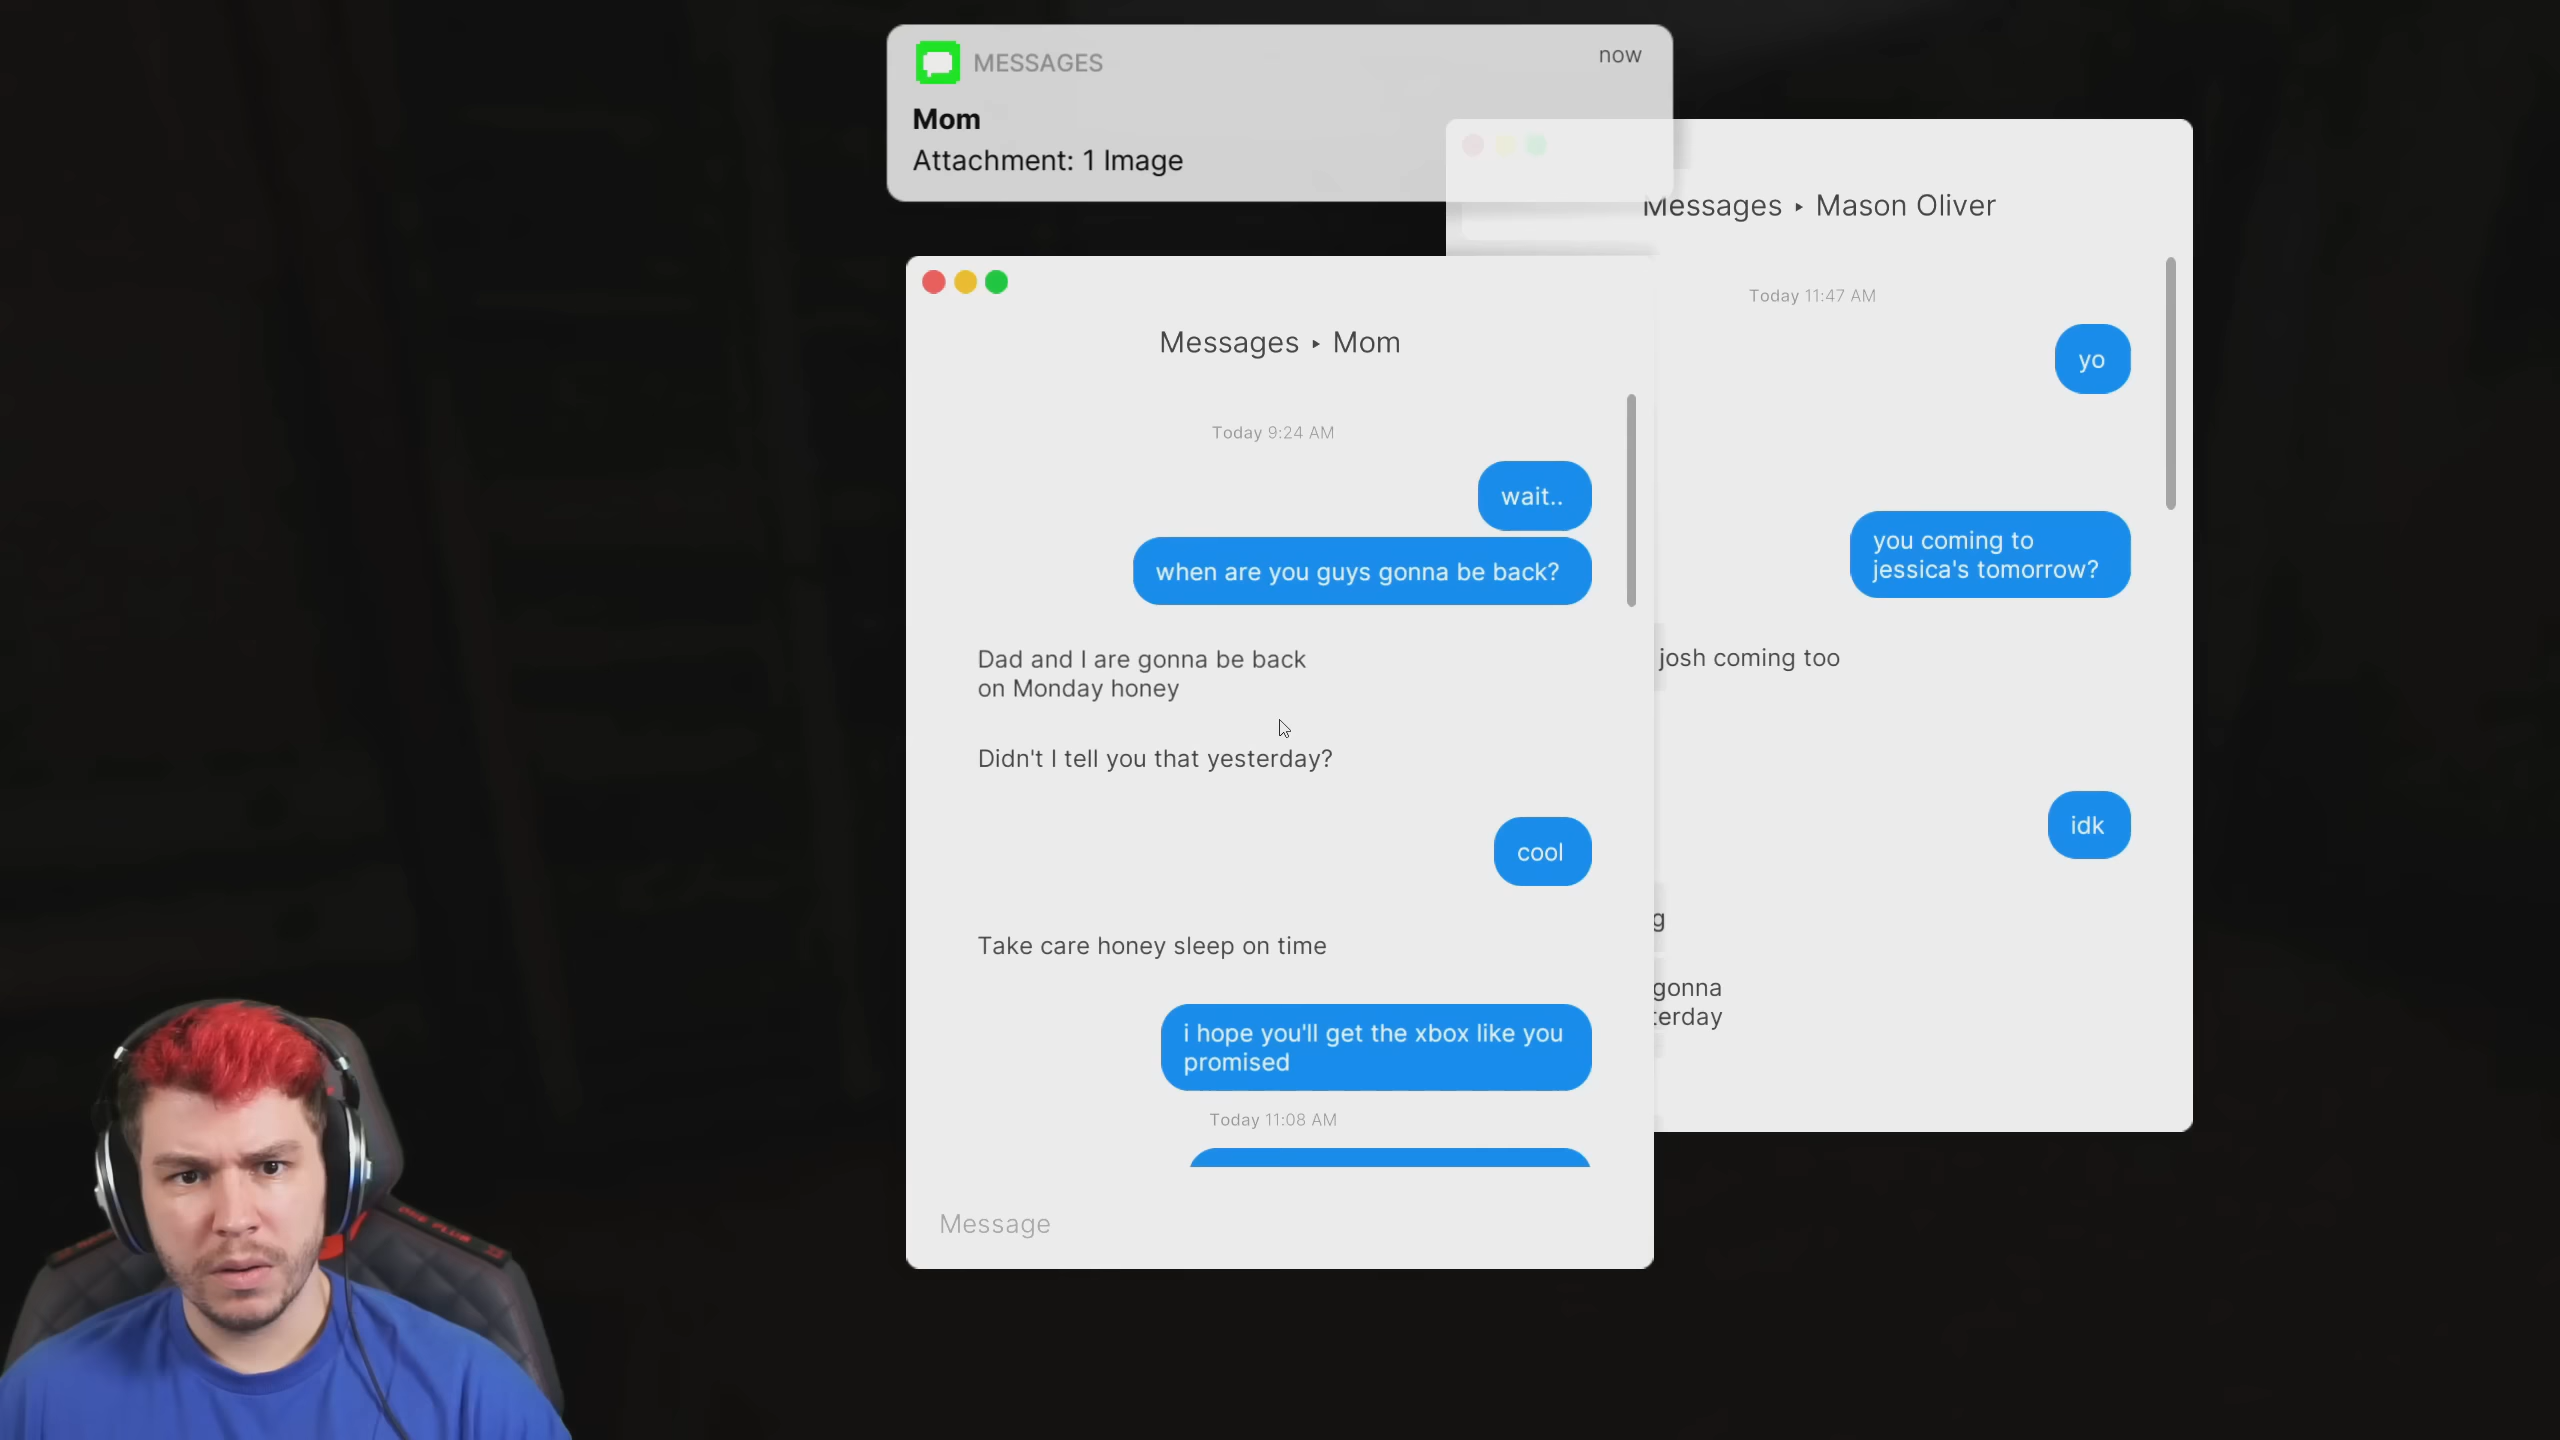 MESSAGES
now
Mom
Attachment: 1 Image
Messages ‣ Mason Oliver
Today 11:47 AM
yo
you coming to
jessica's tomorrow?
josh coming too
idk
g
gonna
terday
Messages ‣ Mom
Today 9:24 AM
wait..
when are you guys gonna be back?
Dad and I are gonna be back
on Monday honey
Didn't I tell you that yesterday?
cool
Take care honey sleep on time
i hope you'll get the xbox like you
promised
Today 11:08 AM
Message